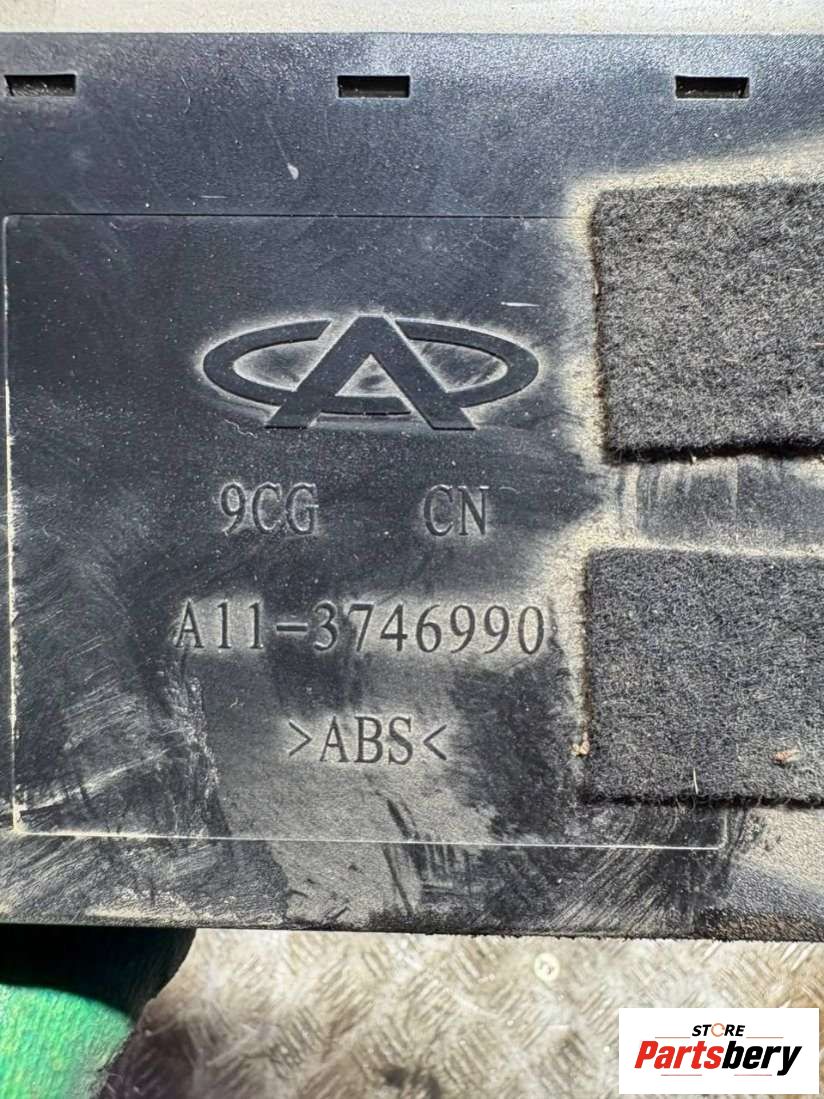 9CG CN
A11-3746990
>ABS<
STORE
Partsbery